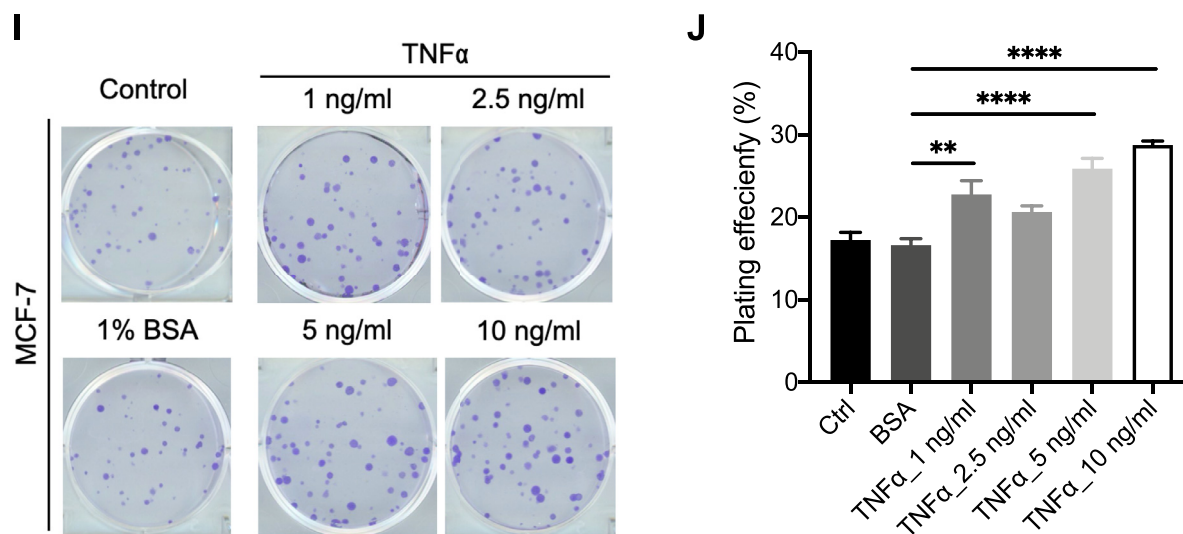 I
TNFα
Control
1 ng/ml
2.5 ng/ml
MCF-7
1% BSA
5 ng/ml
10 ng/ml
J
Plating effecienfy (%)
40
30
20
10
0
****
****
**
Ctrl
BSA
TNFα_1 ng/ml
TNFα_2.5 ng/ml
TNFα_5 ng/ml
TNFα_10 ng/ml